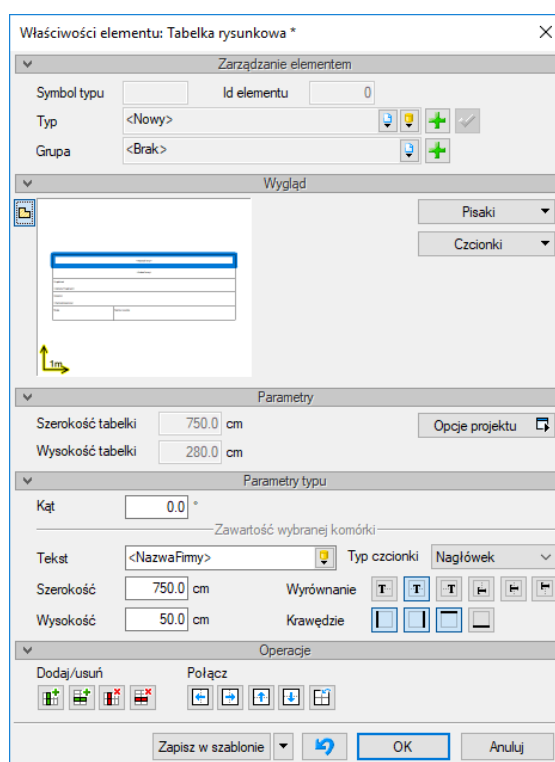 Właściwości elementu: Tabelka rysunkowa *
Zarządzanie elementem
Symbol typu Id elementu 0
Typ <Nowy>
Grupa <Brak>
Wygląd
Pisaki
Czcionki
1m
Parametry
Szerokość tabelki 750.0 cm Opcje projektu
Wysokość tabelki 280.0 cm
Parametry typu
Kąt 0.0 °
Zawartość wybranej komórki
Tekst <NazwaFirmy> Typ czcionki Nagłówek
Szerokość 750.0 cm Wyrównanie T T T T T T
Wysokość 50.0 cm Krawędzie
Operacje
Dodaj/usuń Połącz
Zapisz w szablonie OK Anuluj